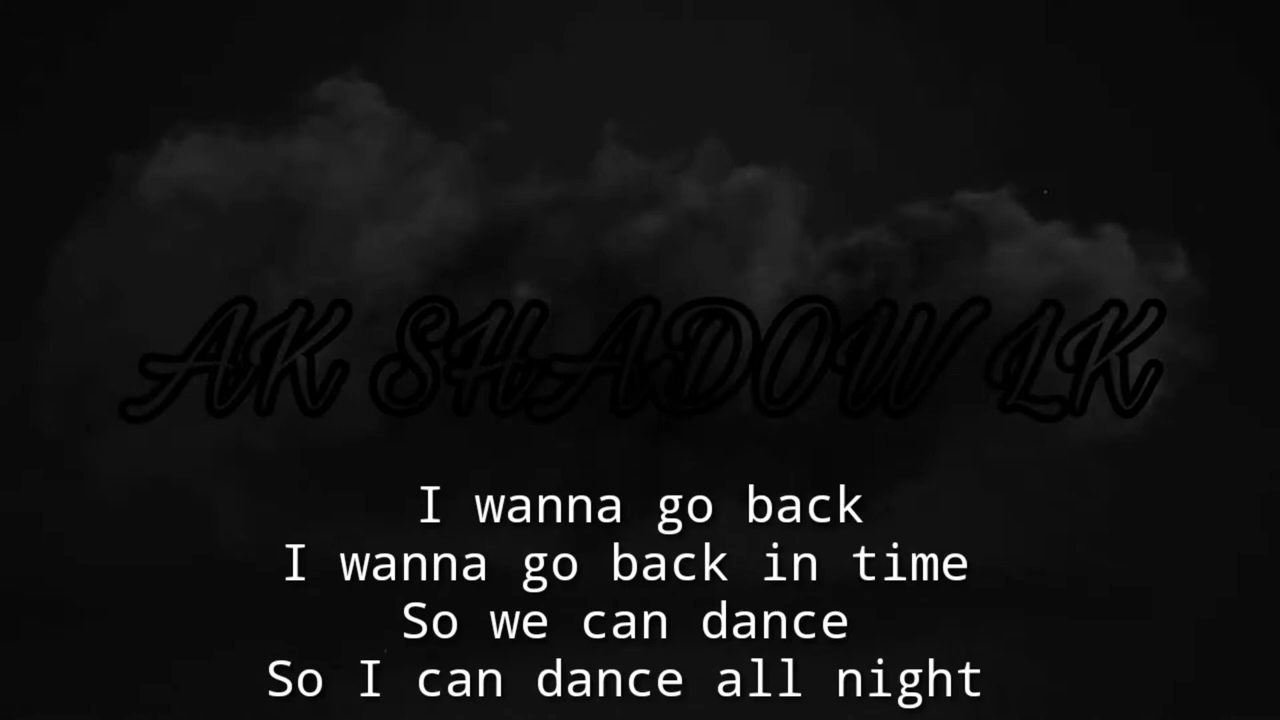 AK SHADOW LK
I wanna go back
I wanna go back in time
So we can dance
So I can dance all night